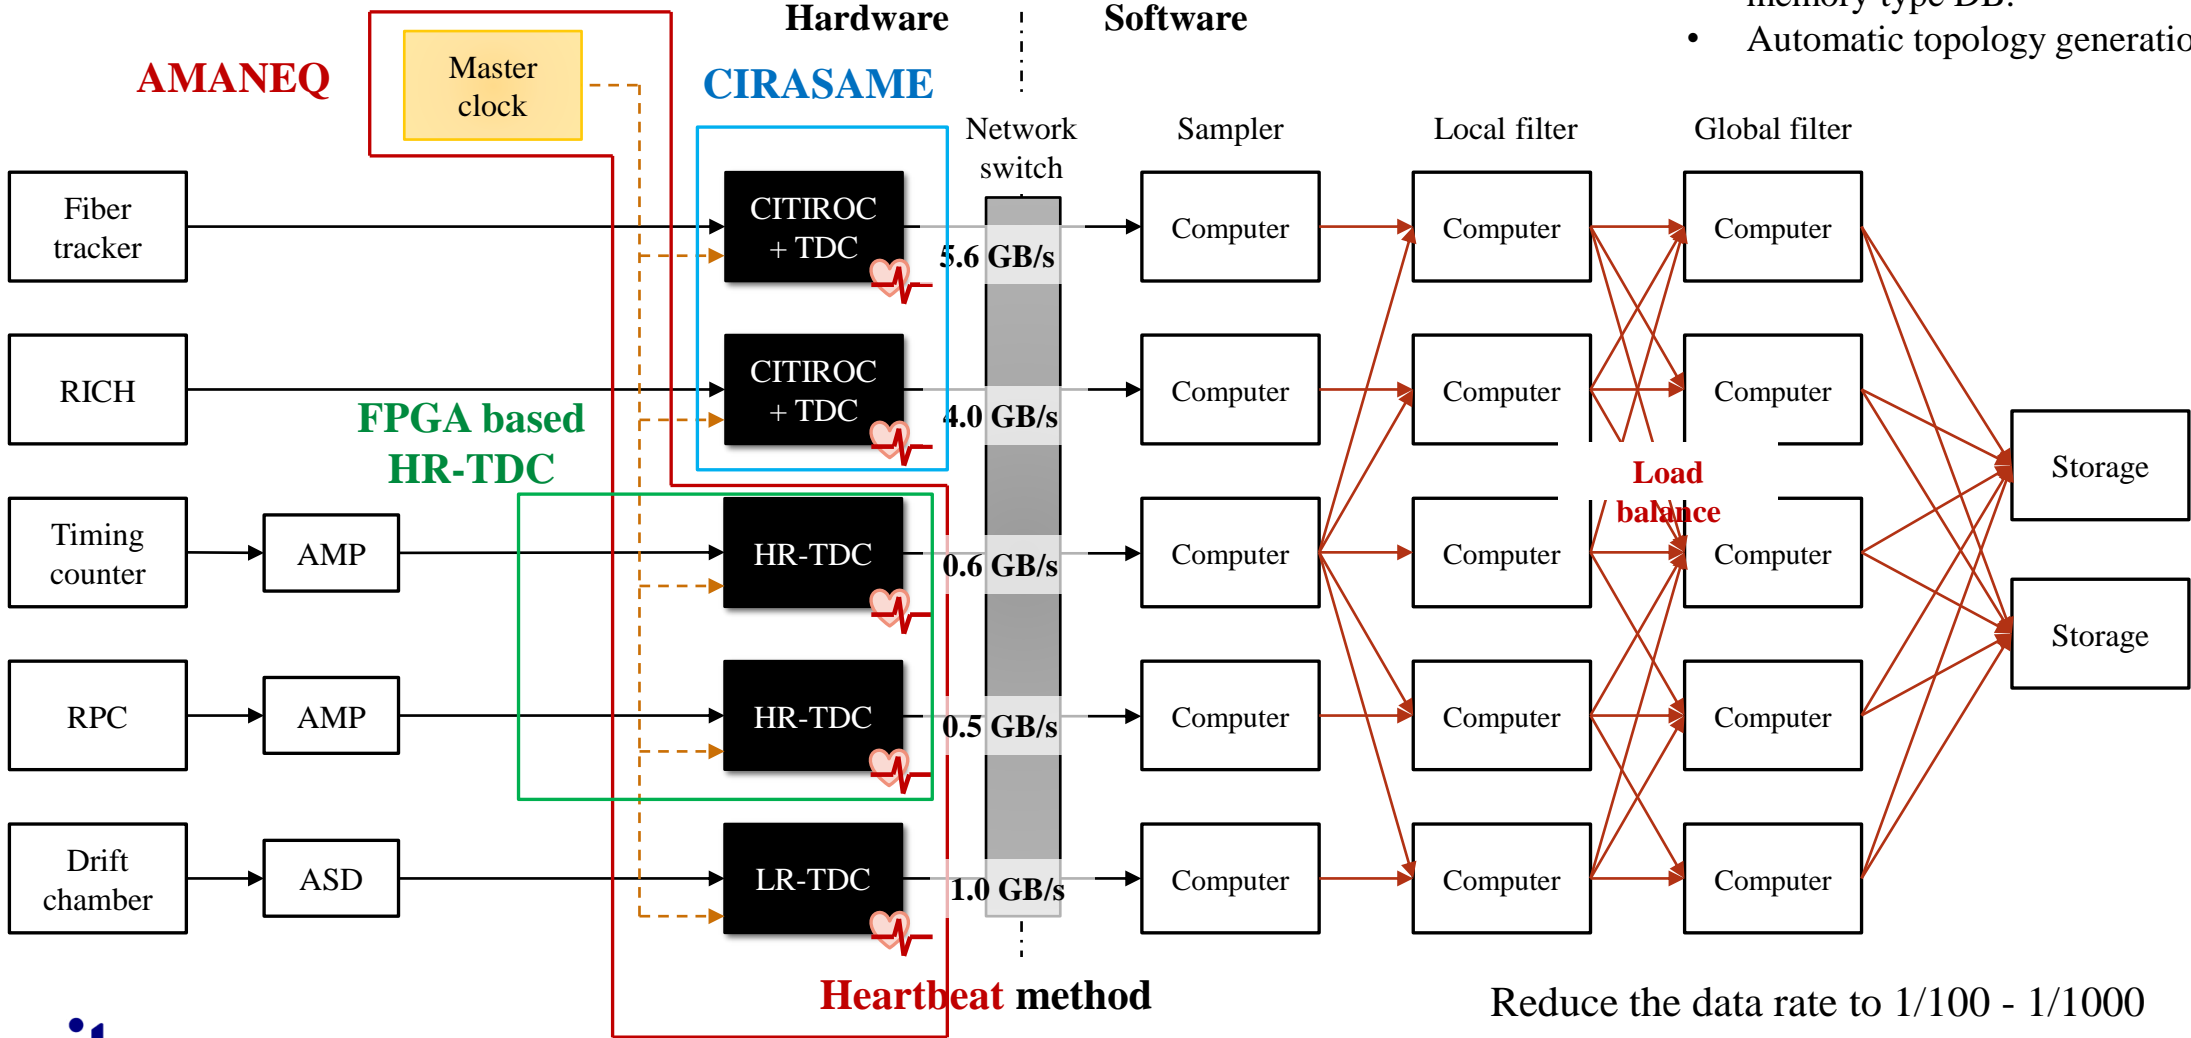 Hardware
Software
memory type DB.
• Automatic topology generatio
AMANEQ
Master
clock
CIRASAME
Network
switch
Sampler
Local filter
Global filter
Fiber
tracker
CITIROC
+ TDC
5.6 GB/s
Computer
Computer
Computer
RICH
CITIROC
+ TDC
4.0 GB/s
Computer
Computer
Computer
FPGA based
HR-TDC
Load
balance
Storage
Timing
counter
AMP
HR-TDC
0.6 GB/s
Computer
Computer
Computer
Storage
RPC
AMP
HR-TDC
0.5 GB/s
Computer
Computer
Computer
Drift
chamber
ASD
LR-TDC
1.0 GB/s
Computer
Computer
Computer
Heartbeat method
Reduce the data rate to 1/100 - 1/1000